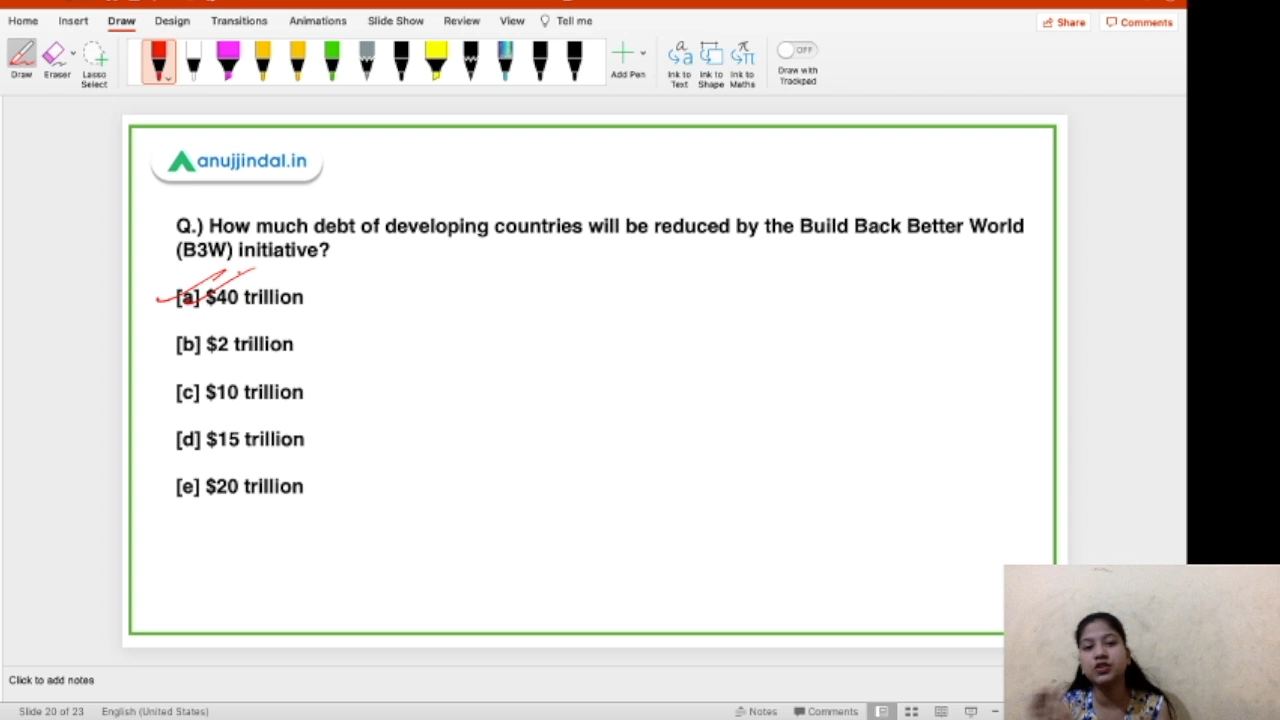 Home Insert Draw Design Transitions Animations Slide Show Review View Tell me Share Comments
Draw Eraser Lasso Select Add Pen Ink to Text Ink to Shape Ink to Maths OFF Draw with Trackpad
anujjindal.in
Q.) How much debt of developing countries will be reduced by the Build Back Better World
(B3W) initiative?
[a] $40 trillion
[b] $2 trillion
[c] $10 trillion
[d] $15 trillion
[e] $20 trillion
Click to add notes
Slide 20 of 23 English (United States) Notes Comments